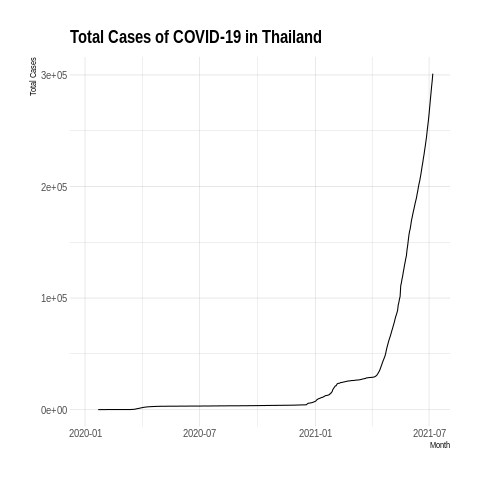 Total Cases of COVID-19 in Thailand
Total Cases
3e+05
2e+05
1e+05
0e+00
2020-01 2020-07 2021-01 2021-07
Month